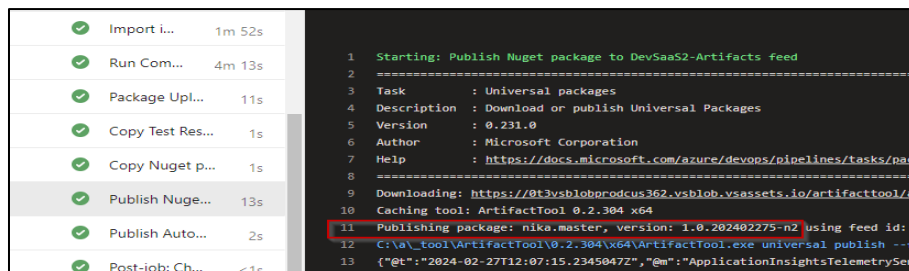 Import i... 1m 52s
Run Com... 4m 13s
Package Upl... 11s
Copy Test Res... 1s
Copy Nuget p... 1s
Publish Nuge... 13s
Publish Auto... 2s
Post-job: Ch... <1s
1 Starting: Publish Nuget package to DevSaaS2-Artifacts feed
2 ==============================================================================
3 Task : Universal packages
4 Description : Download or publish Universal Packages
5 Version : 0.231.0
6 Author : Microsoft Corporation
7 Help : https://docs.microsoft.com/azure/devops/pipelines/tasks/pac
8 ==============================================================================
9 Downloading: https://0t3vsblobprodcus362.vsblob.vsassets.io/artifacttool/a
10 Caching tool: ArtifactTool 0.2.304 x64
11 Publishing package: nika.master, version: 1.0.202402275-n2 using feed id:
12 C:\a\_tool\ArtifactTool\0.2.304\x64\ArtifactTool.exe universal publish --
13 {"@t":"2024-02-27T12:07:15.2345047Z","@m":"ApplicationInsightsTelemetrySe